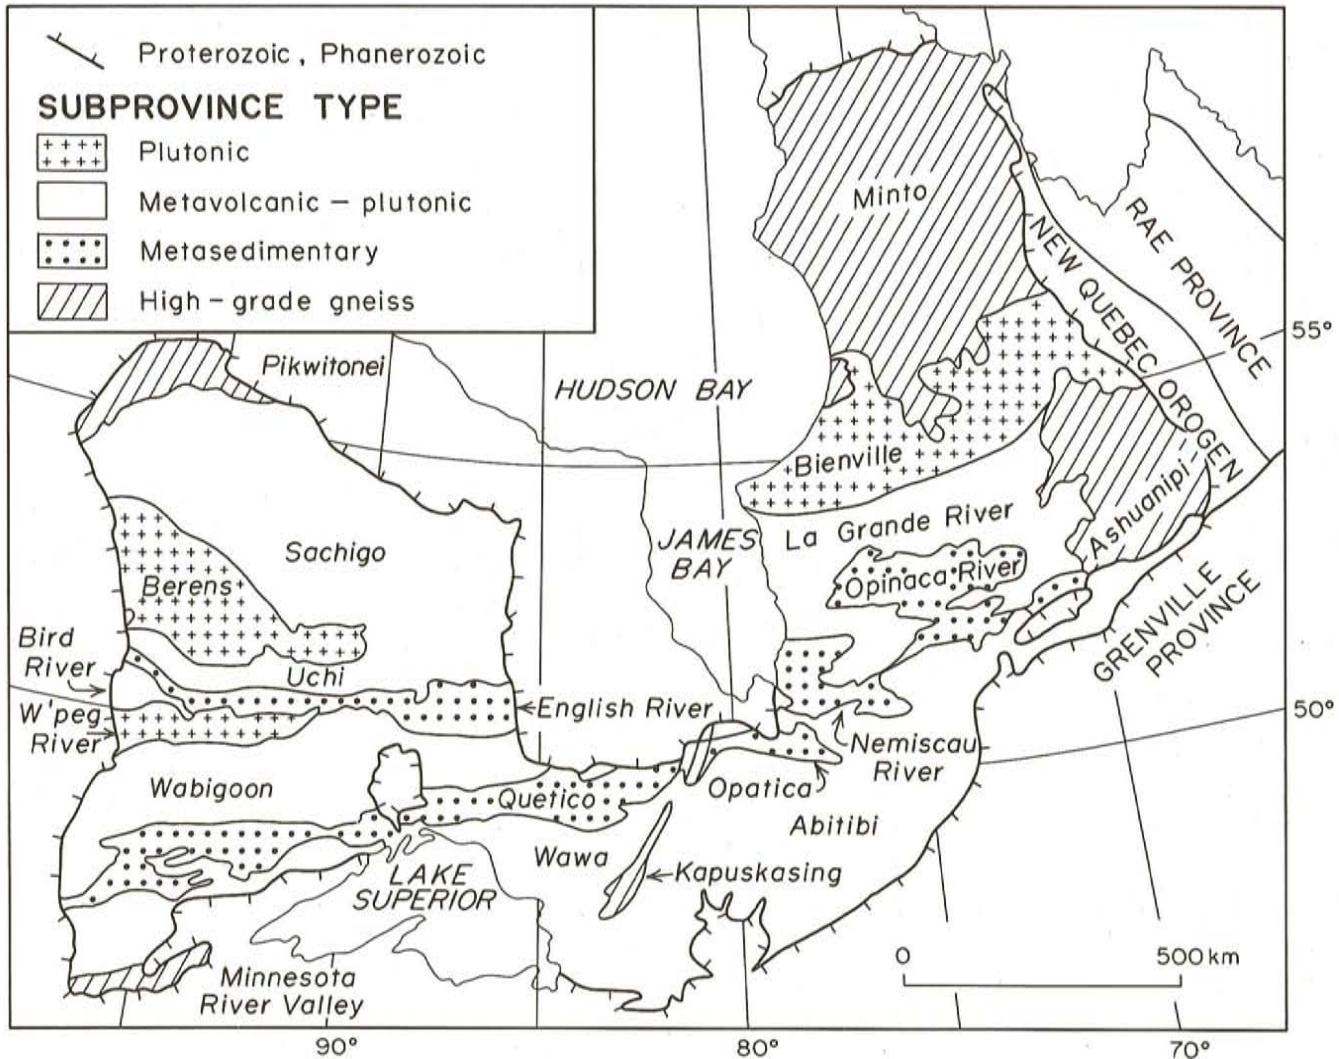 Proterozoic, Phanerozoic
SUBPROVINCE TYPE
Plutonic
Metavolcanic – plutonic
Metasedimentary
High – grade gneiss
Minto
RAE PROVINCE
NEW QUEBEC OROGEN
55°
Pikwitonei
HUDSON BAY
Bienville
Ashuanipi
La Grande River
JAMES
BAY
Sachigo
Opinaca River
Berens
GRENVILLE
PROVINCE
Bird
River
Uchi
W'peg
River
English River
50°
Nemiscau
River
Wabigoon
Quetico
Opatica
Abitibi
Wawa
LAKE
SUPERIOR
Kapuskasing
Minnesota
River Valley
0 500 km
90° 80° 70°